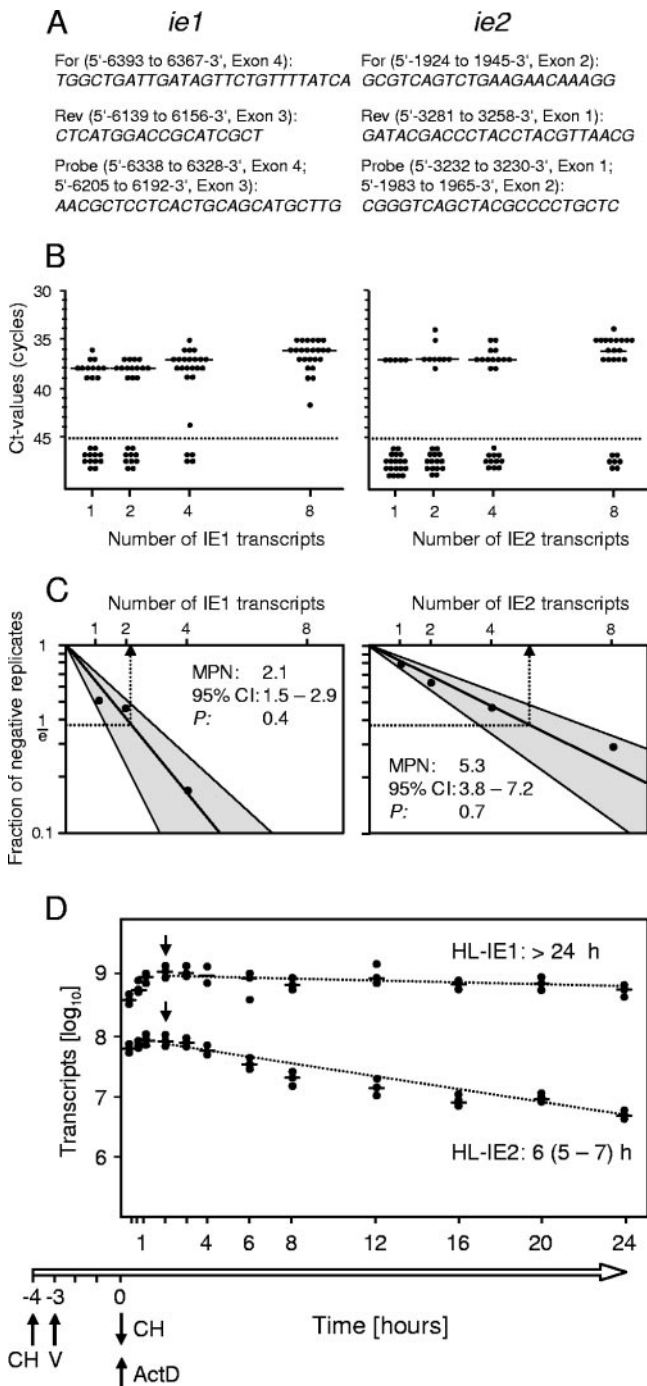 A
ie1
ie2
For (5'-6393 to 6367-3', Exon 4):
TGGCTGATTGATAGTTCTGTTTTATCA
Rev (5'-6139 to 6156-3', Exon 3):
CTCATGGACCGCATCGCT
Probe (5'-6338 to 6328-3', Exon 4;
5'-6205 to 6192-3', Exon 3):
AACGCTCCTCACTGCAGCATGCTTG
For (5'-1924 to 1945-3', Exon 2):
GCGTCAGTCTGAAGAACAAAGG
Rev (5'-3281 to 3258-3', Exon 1):
GATACGACCCTACCTACGTTAACG
Probe (5'-3232 to 3230-3', Exon 1;
5'-1983 to 1965-3', Exon 2):
CGGGTCAGCTACGCCCCTGCTC
B
Ct-values (cycles)
30
35
40
45
1 2 4 8
Number of IE1 transcripts
1 2 4 8
Number of IE2 transcripts
C
Number of IE1 transcripts
1 2 4 8
Number of IE2 transcripts
1 2 4 8
Fraction of negative replicates
1
1
e
0.1
MPN: 2.1
95% CI: 1.5 – 2.9
P: 0.4
MPN: 5.3
95% CI: 3.8 – 7.2
P: 0.7
D
Transcripts [log10]
9
8
7
6
HL-IE1: > 24 h
HL-IE2: 6 (5 – 7) h
1 2 4 6 8 12 16 20 24
-4 -3 0
Time [hours]
CH V
CH
ActD